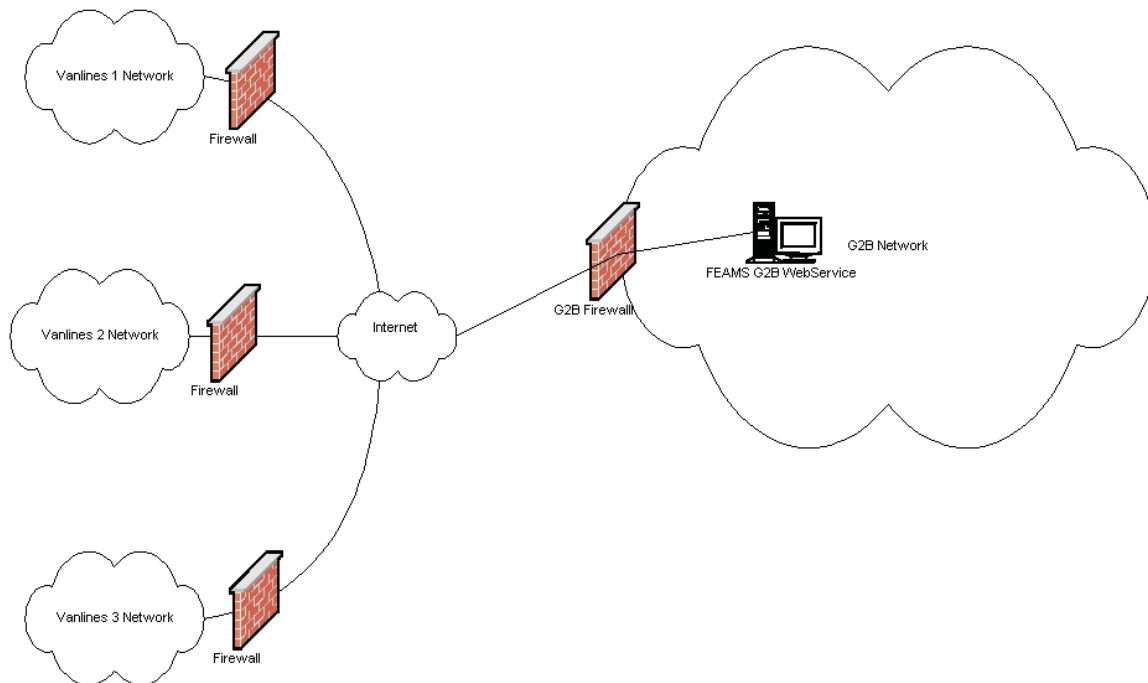 Vanlines 1 Network
Firewall
Vanlines 2 Network
Firewall
Internet
Vanlines 3 Network
Firewall
G2B Firewall
FEAMS G2B WebService
G2B Network